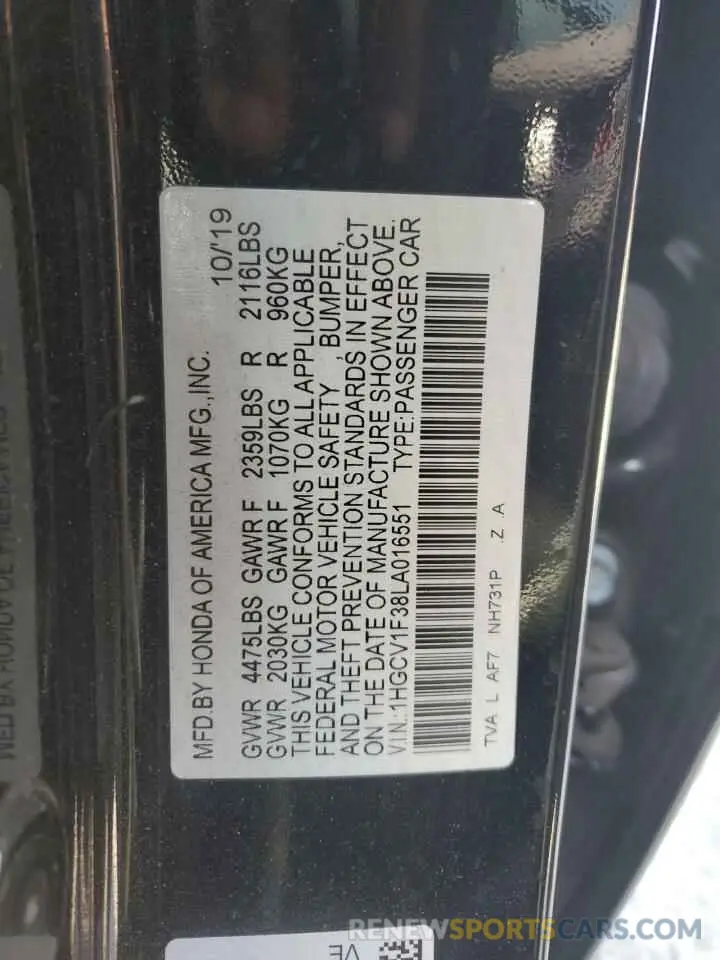 MFD.BY HONDA OF AMERICA MFG.,INC. 10/'19
GVWR 4475LBS GAWR F 2359LBS R 2116LBS
GVWR 2030KG GAWR F 1070KG R 960KG
THIS VEHICLE CONFORMS TO ALL APPLICABLE
FEDERAL MOTOR VEHICLE SAFETY , BUMPER,
AND THEFT PREVENTION STANDARDS IN EFFECT
ON THE DATE OF MANUFACTURE SHOWN ABOVE.
V.I.N.:1HGCV1F38LA016551 TYPE:PASSENGER CAR
TVA L AF7 NH731P .Z .A
VE
RENEWSPORTSCARS.COM